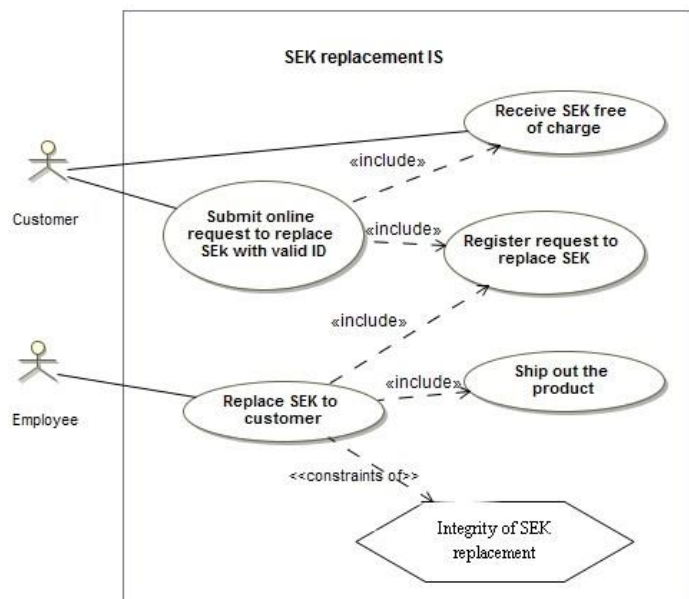 SEK replacement IS
Receive SEK free
of charge
«include»
Customer
Submit online
request to replace
SEk with valid ID
«include»
Register request to
replace SEK
«include»
Employee
Replace SEK to
customer
«include»
Ship out the
product
<<constraints of>>
Integrity of SEK
replacement